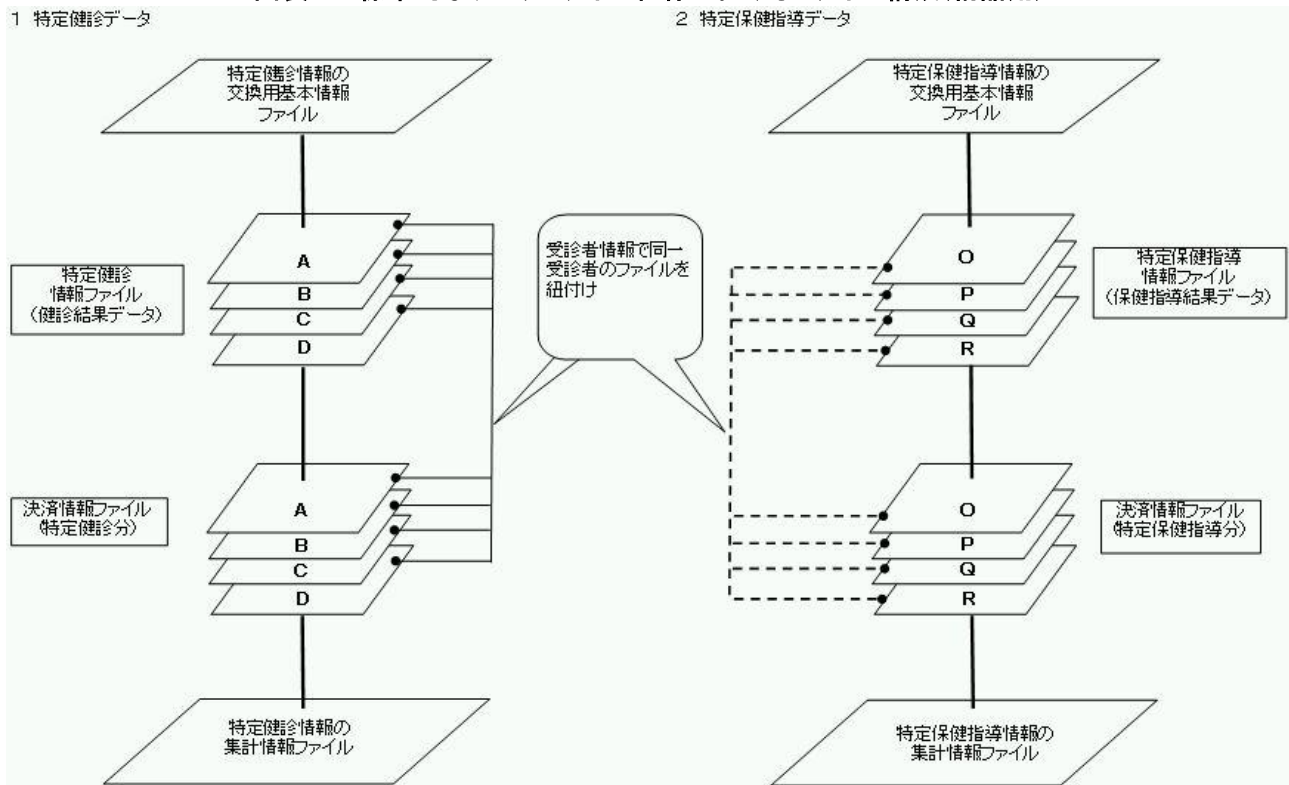 1 特定健診データ
2 特定保健指導データ
特定健診情報の
交換用基本情報
ファイル
特定保健指導情報の
交換用基本情報
ファイル
特定健診
情報ファイル
(健診結果データ)
A
B
C
D
受診者情報で同一
受診者のファイルを
紐付け
O
P
Q
R
特定保健指導
情報ファイル
(保健指導結果データ)
決済情報ファイル
(特定健診分)
A
B
C
D
O
P
Q
R
決済情報ファイル
(特定保健指導分)
特定健診情報の
集計情報ファイル
特定保健指導情報の
集計情報ファイル